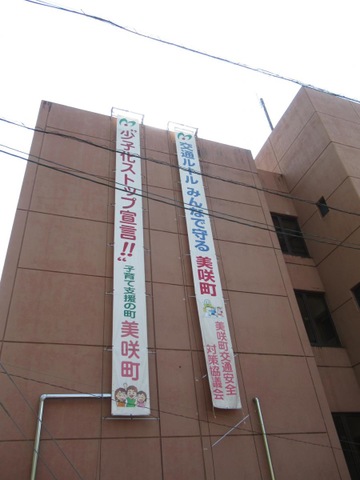 “少子化ストップ宣言!!”
子育て支援の町 美咲町
交通ルール みんなで守る 美咲町
美咲町交通安全
対策協議会